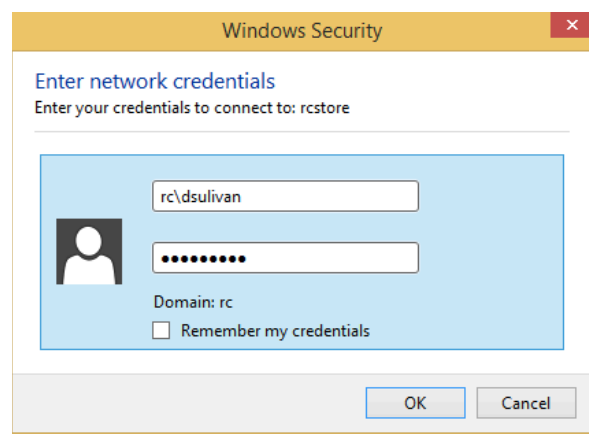 Windows Security
Enter network credentials
Enter your credentials to connect to: rcstore
rc\dsulivan
•••••••••
Domain: rc
Remember my credentials
OK Cancel